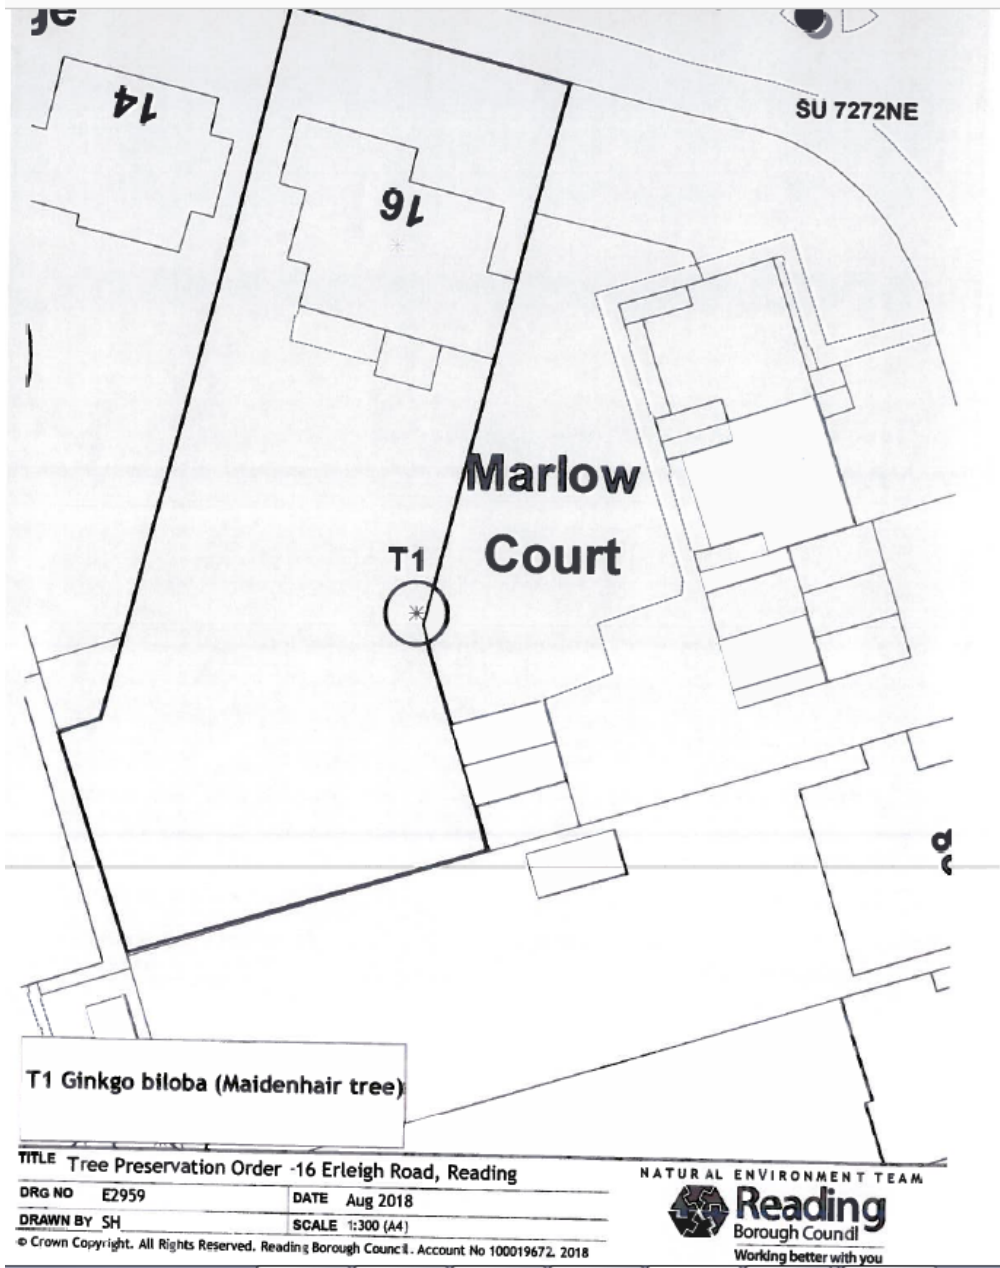 ge
14
16
SU 7272NE
Marlow
Court
T1
T1 Ginkgo biloba (Maidenhair tree)
TITLE Tree Preservation Order -16 Erleigh Road, Reading
DRG NO E2959
DATE Aug 2018
DRAWN BY SH
SCALE 1:300 (A4)
© Crown Copyright. All Rights Reserved. Reading Borough Council. Account No 100019672. 2018
NATURAL ENVIRONMENT TEAM
Reading
Borough Council
Working better with you